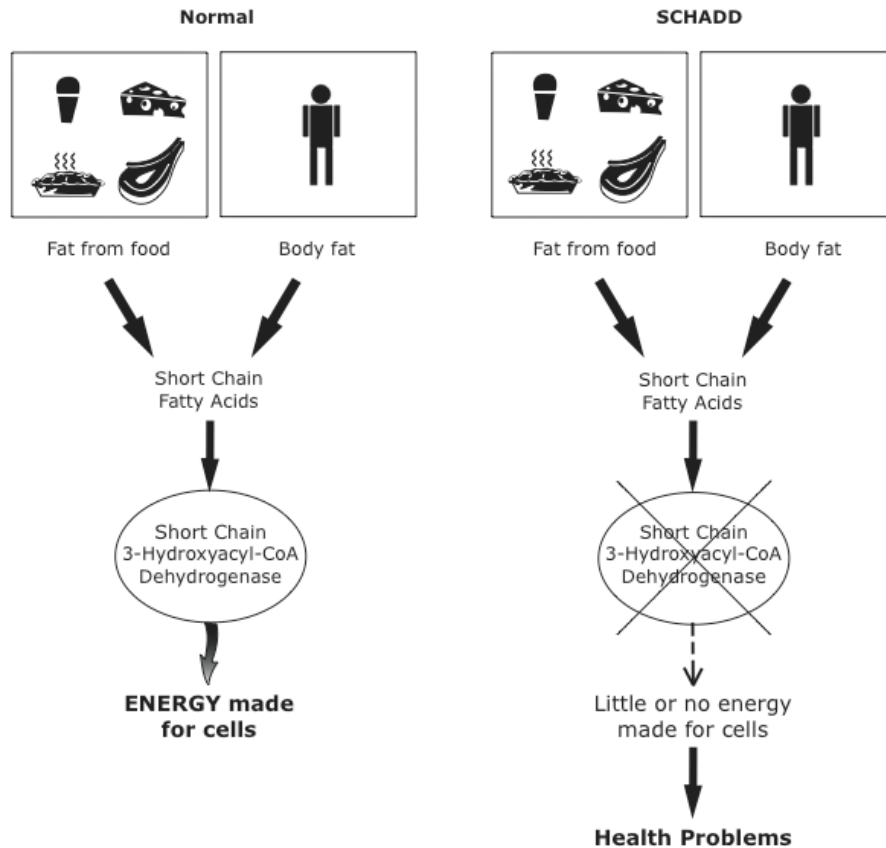 Normal
Fat from food
Body fat
Short Chain
Fatty Acids
Short Chain
3-Hydroxyacyl-CoA
Dehydrogenase
ENERGY made
for cells
SCHADD
Fat from food
Body fat
Short Chain
Fatty Acids
Short Chain
3-Hydroxyacyl-CoA
Dehydrogenase
Little or no energy
made for cells
Health Problems